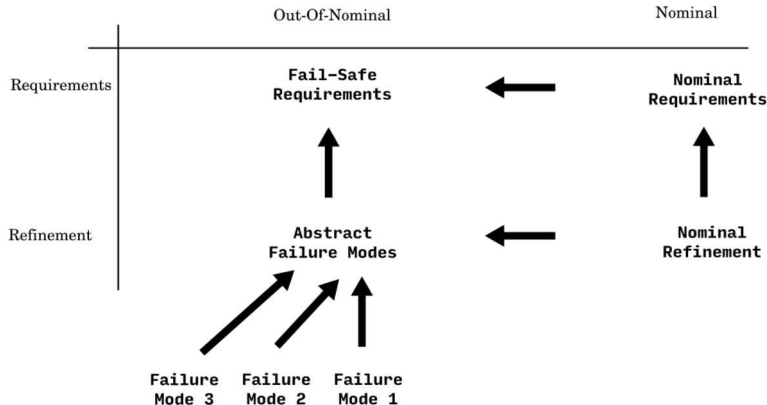 Out-Of-Nominal
Nominal
Requirements
Fail-Safe
Requirements
Nominal
Requirements
Refinement
Abstract
Failure Modes
Nominal
Refinement
Failure
Mode 3
Failure
Mode 2
Failure
Mode 1